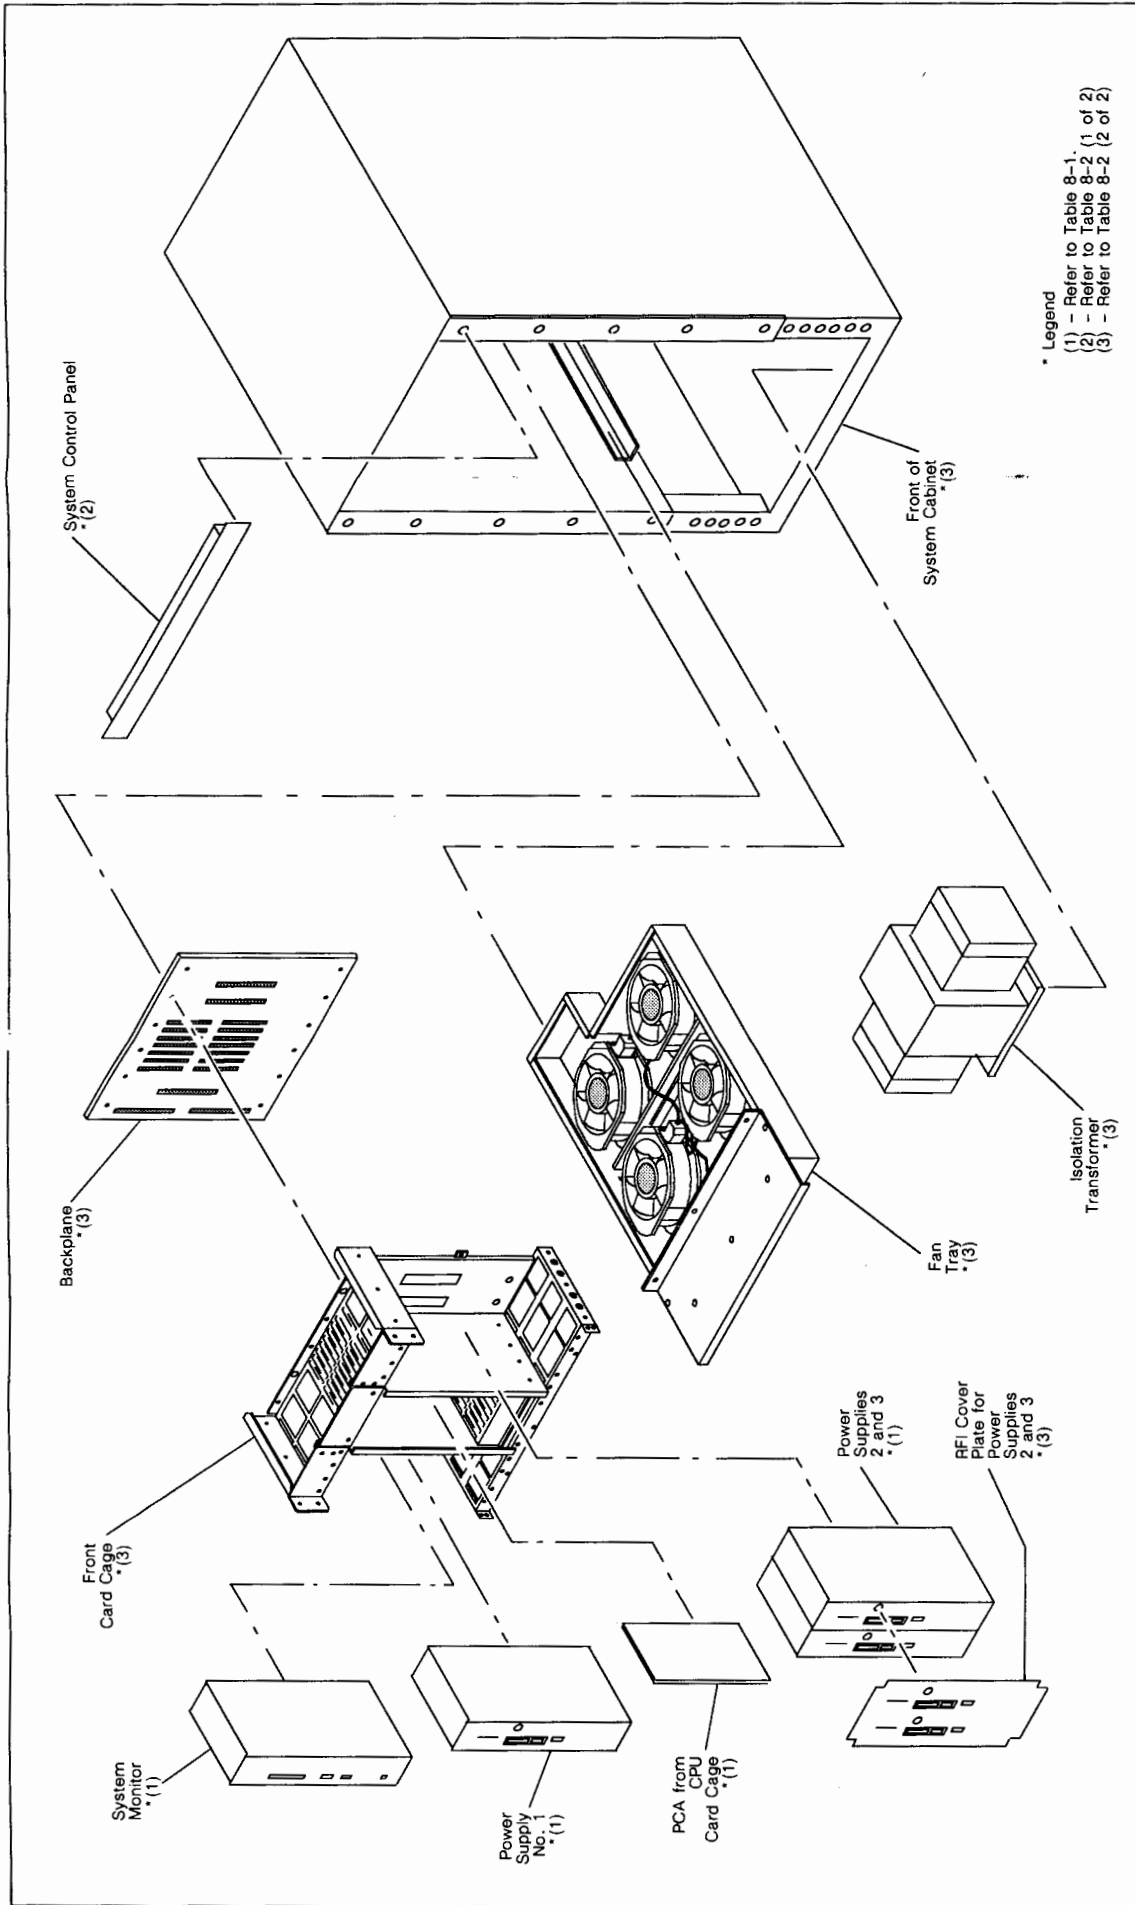 System Control Panel
* (2)
Backplane
* (3)
Front
Card Cage
* (3)
System
Monitor
* (1)
Power
Supply
No. 1
* (1)
PCA from
CPU
Card Cage
* (1)
Power
Supplies
2 and 3
* (1)
RFI Cover
Plate for
Power
Supplies
2 and 3
* (3)
Fan
Tray
* (3)
Isolation
Transformer
* (3)
Front of
System Cabinet
* (3)
* Legend
(1) – Refer to Table 8–1.
(2) – Refer to Table 8–2 (1 of 2)
(3) – Refer to Table 8–2 (2 of 2)